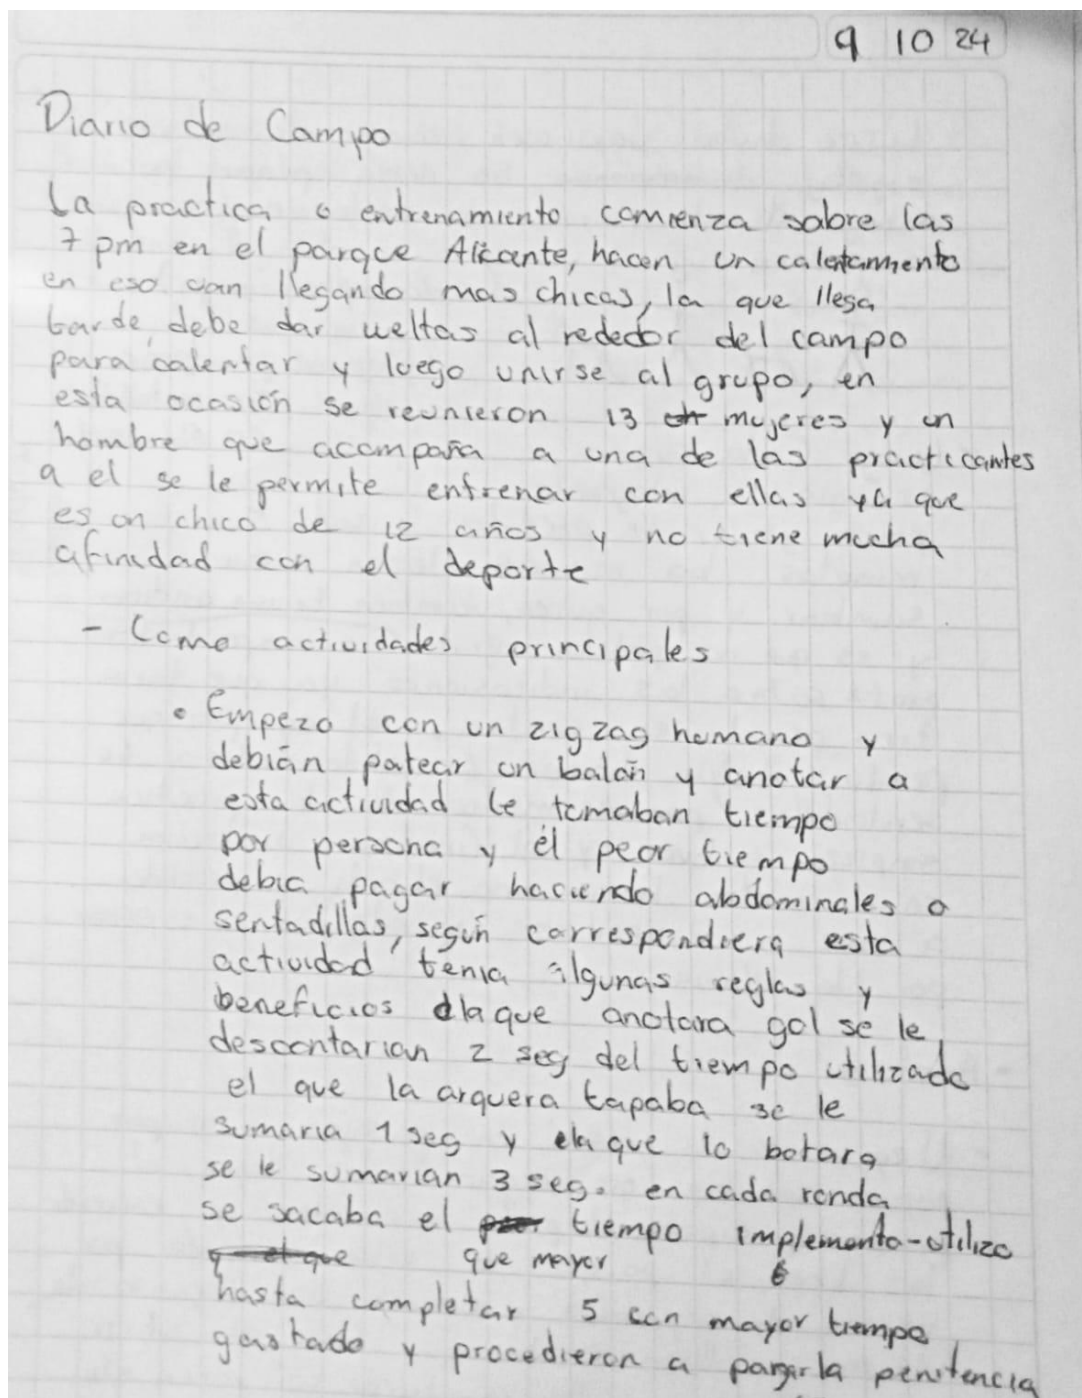 9 10 24
Diario de Campo
La practica o entrenamiento comienza sobre las
7 pm en el parque Alicante, hacen un caletamiento
en eso van llegando mas chicas, la que llega
tarde, debe dar weltas al rededor del campo
para calentar y luego unirse al grupo, en
esta ocasión se reunieron 13 mujeres y un
hombre que acompaña a una de las practicantes
a el se le permite entrenar con ellas ya que
es un chico de 12 años y no tiene mucha
afinidad con el deporte
- Como actividades principales
• Empezo con un zig zag humano y
debián patear un balón y anotar a
esta actividad le tomaban tiempo
por persona y él peor tiempo
debia pagar haciendo abdominales o
sentadillas, según correspondiera esta
actividad tenia algunas reglas y
beneficios la que anotara gol se le
descontarian 2 seg del tiempo utilizado
el que la arquera tapaba se le
sumaria 1 seg y la que lo botara
se le sumarian 3 seg. en cada ronda
se sacaba el tiempo implemento-utilizo
y el que que mayor
hasta completar 5 con mayor tiempo
gastado y procedieron a pagar la penitencia